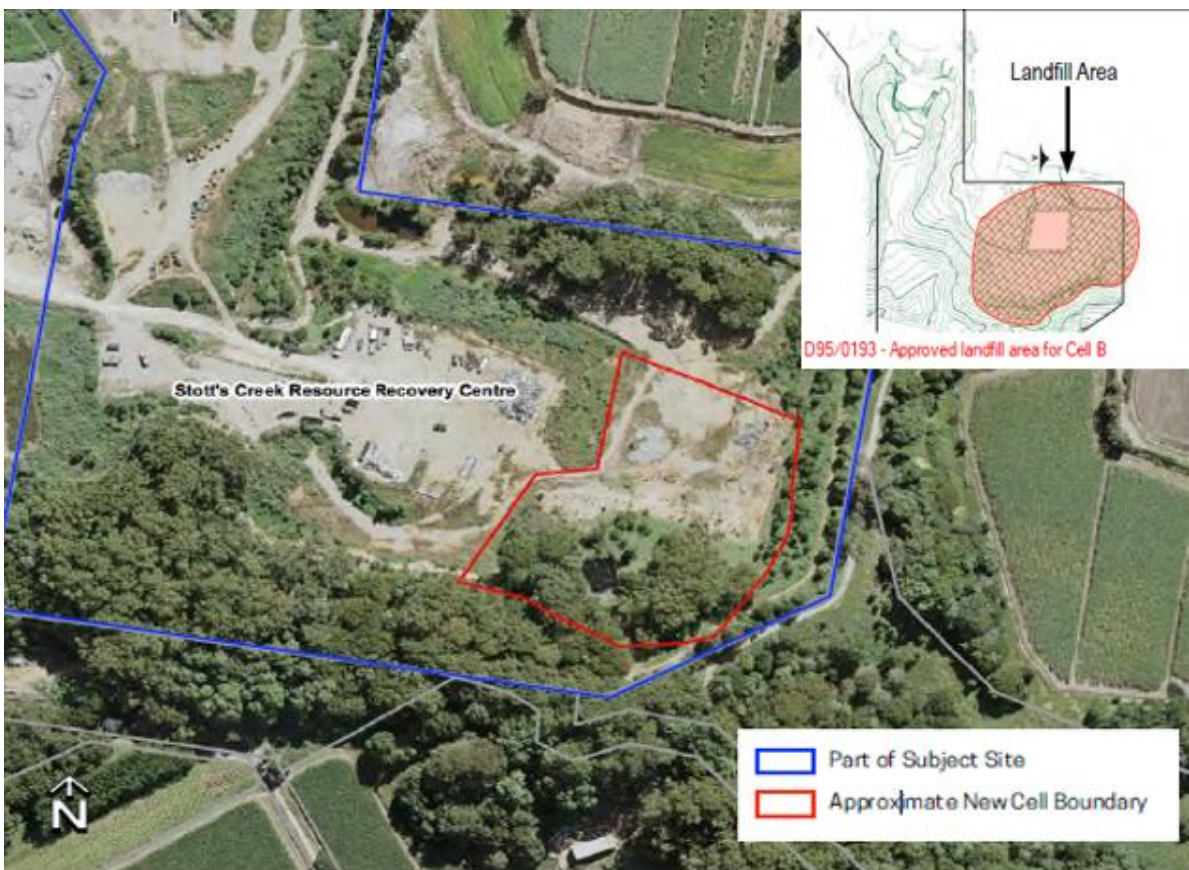 Landfill Area
D95/0193 - Approved landfill area for Cell B
Stott's Creek Resource Recovery Centre
N
Part of Subject Site
Approximate New Cell Boundary